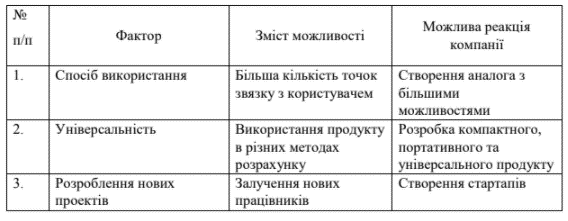 №
п/п
Фактор
Зміст можливості
Можлива реакція
компанії
1.
Спосіб використання
Більша кількість точок
звязку з користувачем
Створення аналога з
більшими
можливостями
2.
Універсальність
Використання продукту
в різних методах
розрахунку
Розробка компактного,
портативного та
універсального продукту
3.
Розроблення нових
проектів
Залучення нових
працівників
Створення стартапів